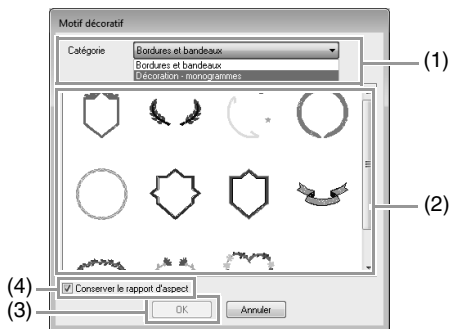 Motif décoratif
Catégorie
Bordures et bandeaux
Bordures et bandeaux
Décoration - monogrammes
(1)
(2)
(4)
Conserver le rapport d'aspect
(3)
OK
Annuler